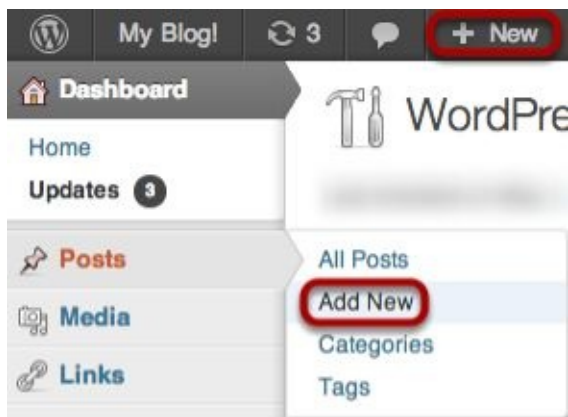 My Blog! 3 + New
Dashboard
WordPre
Home
Updates 3
Posts
All Posts
Add New
Media
Categories
Links
Tags